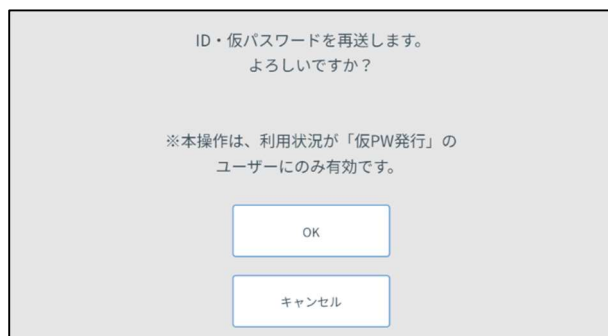 ID・仮パスワードを再送します。
よろしいですか？
※本操作は、利用状況が「仮PW発行」の
ユーザーにのみ有効です。
OK
キャンセル